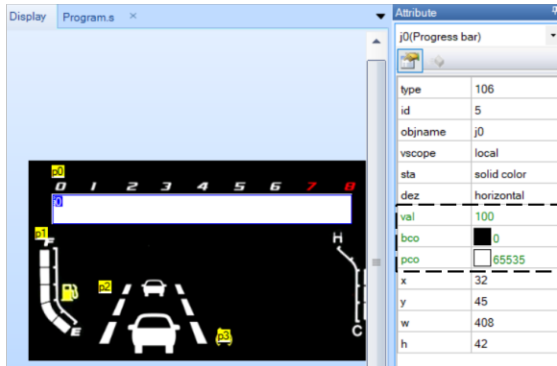 Display Program.s ×
p0
0 1 2 3 4 5 6 7 8
j0
p1
F
H
p2
E
p3
C
Attribute
j0(Progress bar)
type 106
id 5
objname j0
vscope local
sta solid color
dez horizontal
val 100
bco 0
pco 65535
x 32
y 45
w 408
h 42